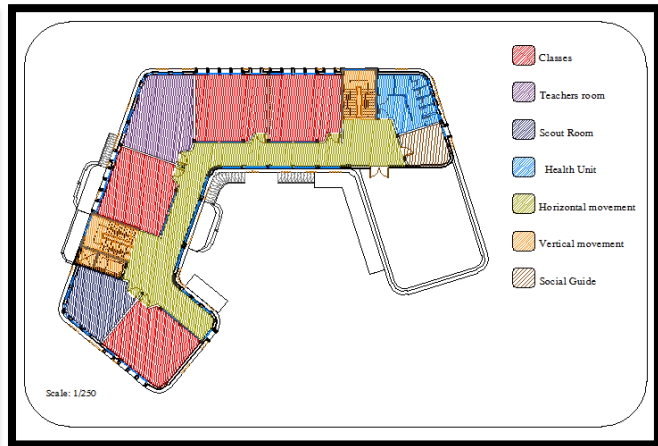 Classes
Teachers room
Scout Room
Health Unit
Horizontal movement
Vertical movement
Social Guide
Scale: 1/250